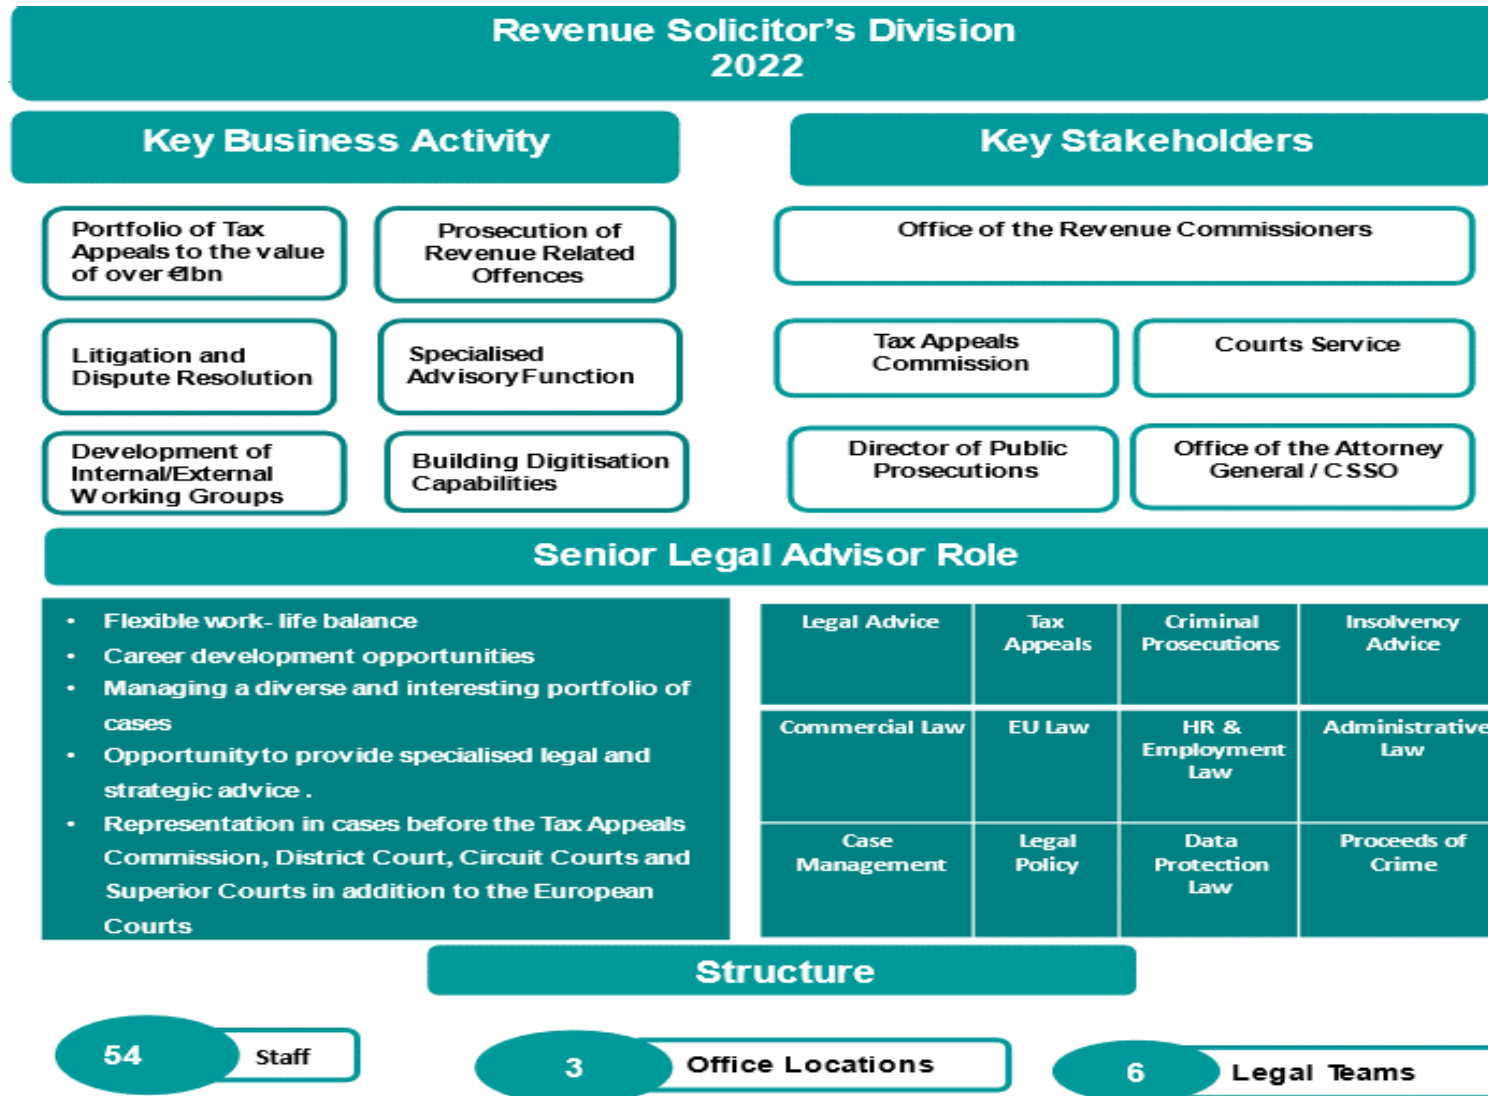 Revenue Solicitor's Division
2022
Key Business Activity
Key Stakeholders
Portfolio of Tax
Appeals to the value
of over €1bn
Prosecution of
Revenue Related
Offences
Litigation and
Dispute Resolution
Specialised
Advisory Function
Development of
Internal/External
Working Groups
Building Digitisation
Capabilities
Office of the Revenue Commissioners
Tax Appeals
Commission
Courts Service
Director of Public
Prosecutions
Office of the Attorney
General / CSSO
Senior Legal Advisor Role
• Flexible work- life balance
• Career development opportunities
• Managing a diverse and interesting portfolio of
cases
• Opportunity to provide specialised legal and
strategic advice .
• Representation in cases before the Tax Appeals
Commission, District Court, Circuit Courts and
Superior Courts in addition to the European
Courts
Legal Advice
Tax
Appeals
Criminal
Prosecutions
Insolvency
Advice
Commercial Law
EU Law
HR &
Employment
Law
Administrative
Law
Case
Management
Legal
Policy
Data
Protection
Law
Proceeds of
Crime
Structure
54
Staff
3
Office Locations
6
Legal Teams